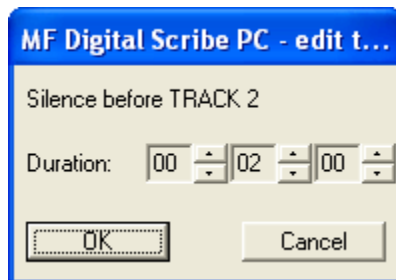 MF Digital Scribe PC - edit t...
Silence before TRACK 2
Duration: 00 02 00
OK Cancel